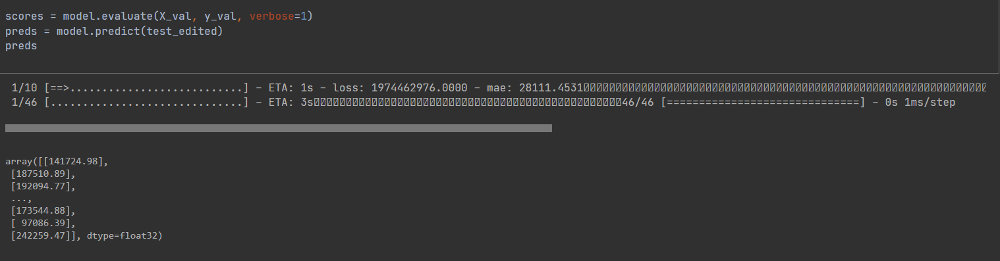 scores = model.evaluate(X_val, y_val, verbose=1)
preds = model.predict(test_edited)
preds
1/10 [==>...........................] - ETA: 1s - loss: 1974462976.0000 - mae: 28111.4531
1/46 [..............................] - ETA: 3s46/46 [==============================] - 0s 1ms/step
array([[141724.98],
[187510.89],
[192094.77],
...,
[173544.88],
[ 97086.39],
[242259.47]], dtype=float32)